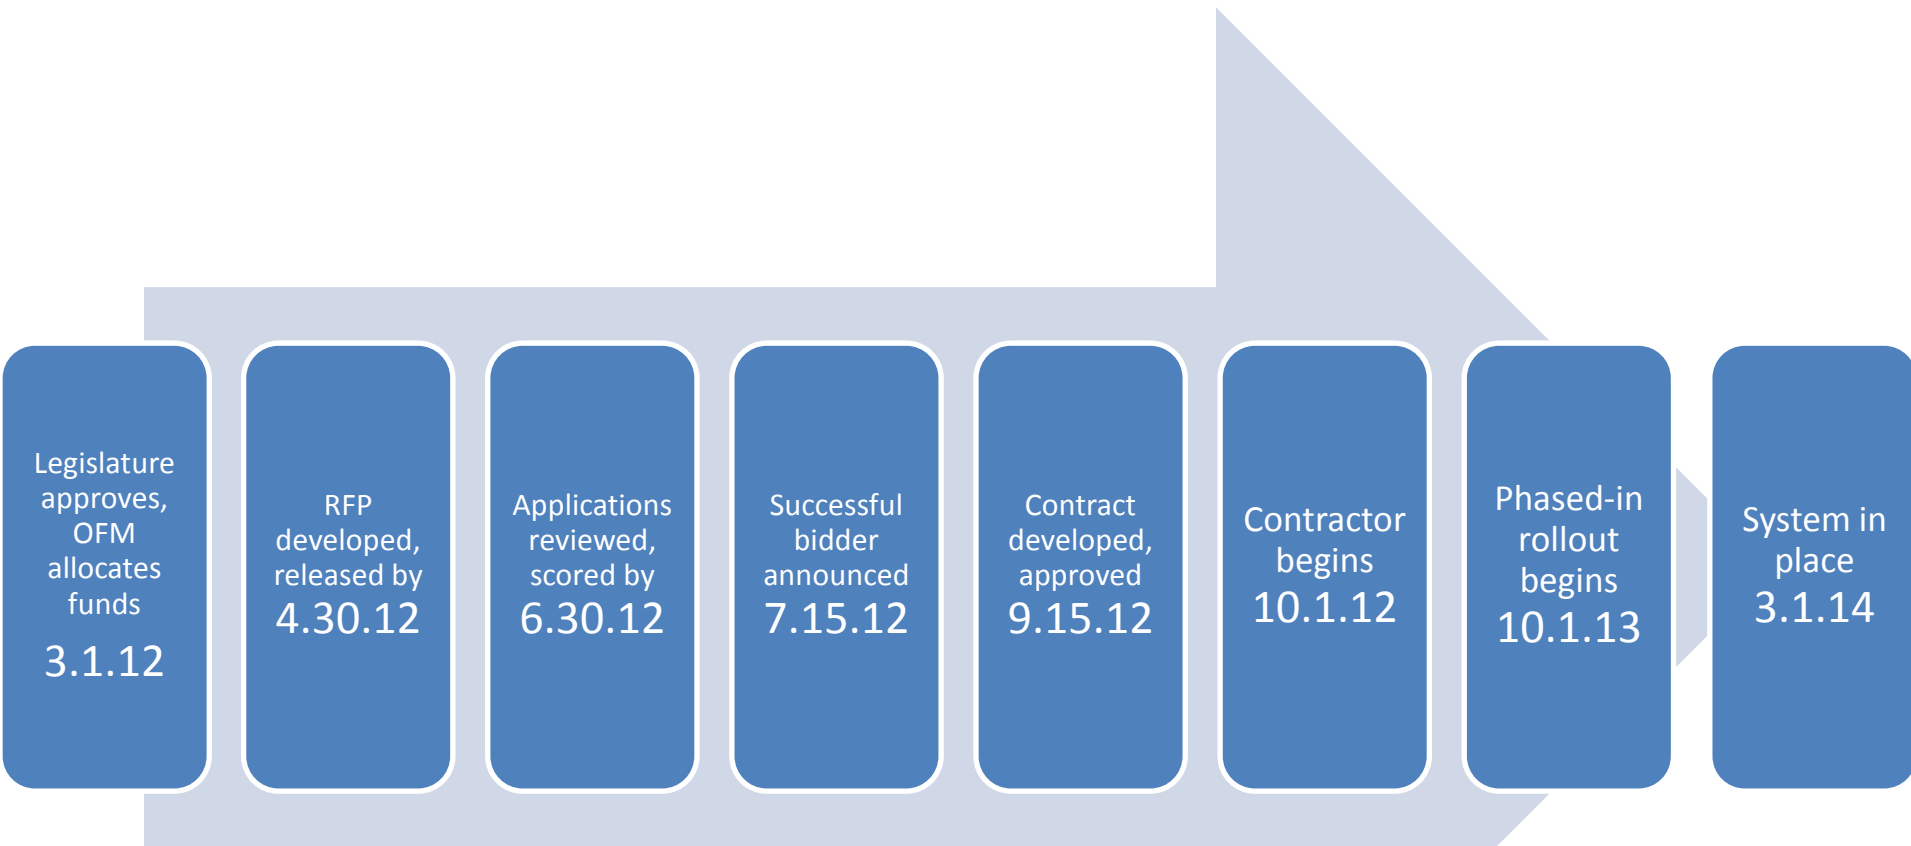 Legislature
approves,
OFM
allocates
funds
3.1.12
RFP
developed,
released by
4.30.12
Applications
reviewed,
scored by
6.30.12
Successful
bidder
announced
7.15.12
Contract
developed,
approved
9.15.12
Contractor
begins
10.1.12
Phased-in
rollout
begins
10.1.13
System in
place
3.1.14